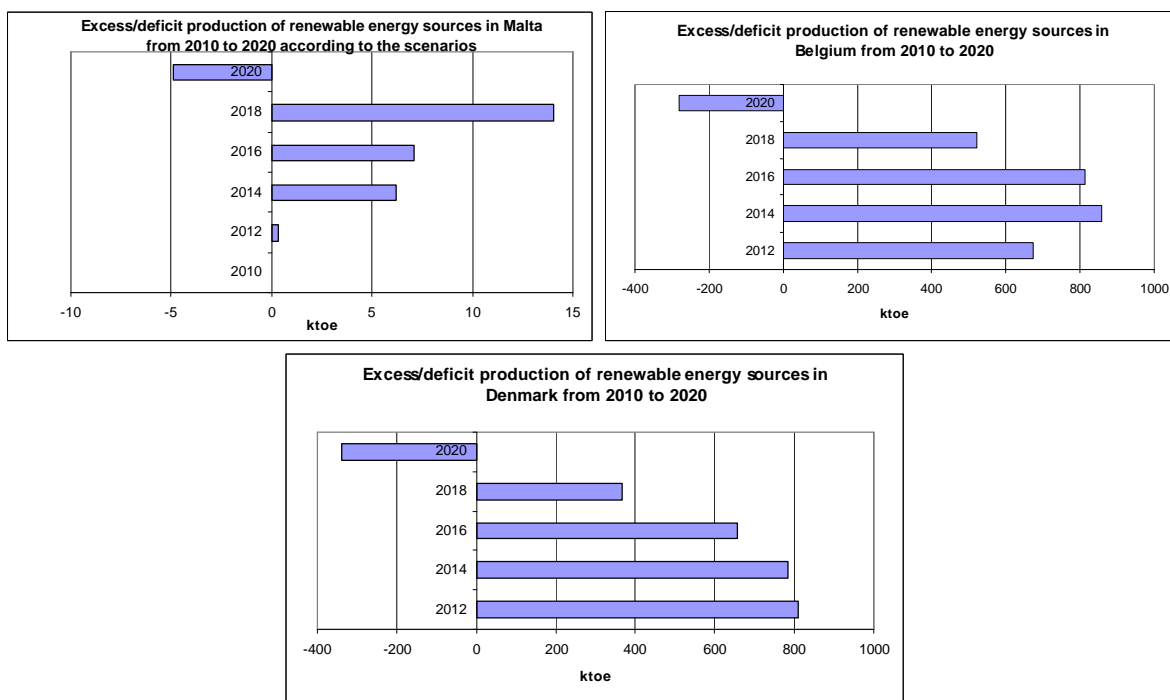 Excess/deficit production of renewable energy sources in Malta
from 2010 to 2020 according to the scenarios
2020
2018
2016
2014
2012
2010
-10 -5 0 5 10 15
ktoe
Excess/deficit production of renewable energy sources in
Belgium from 2010 to 2020
2020
2018
2016
2014
2012
-400 -200 0 200 400 600 800 1000
ktoe
Excess/deficit production of renewable energy sources in
Denmark from 2010 to 2020
2020
2018
2016
2014
2012
-400 -200 0 200 400 600 800 1000
ktoe